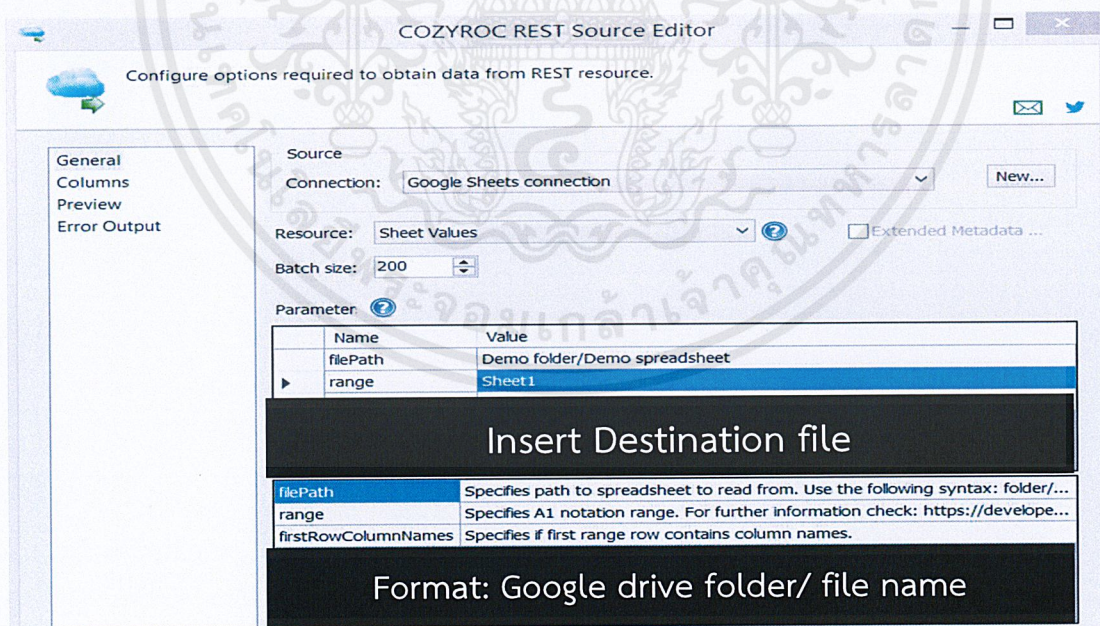 COZYROC REST Source Editor
Configure options required to obtain data from REST resource.
General
Columns
Preview
Error Output
Source
Connection: Google Sheets connection New...
Resource: Sheet Values Extended Metadata ...
Batch size: 200
Parameter
Name Value
filePath Demo folder/Demo spreadsheet
range Sheet1
Insert Destination file
filePath Specifies path to spreadsheet to read from. Use the following syntax: folder/...
range Specifies A1 notation range. For further information check: https://develope...
firstRowColumnNames Specifies if first range row contains column names.
Format: Google drive folder/ file name